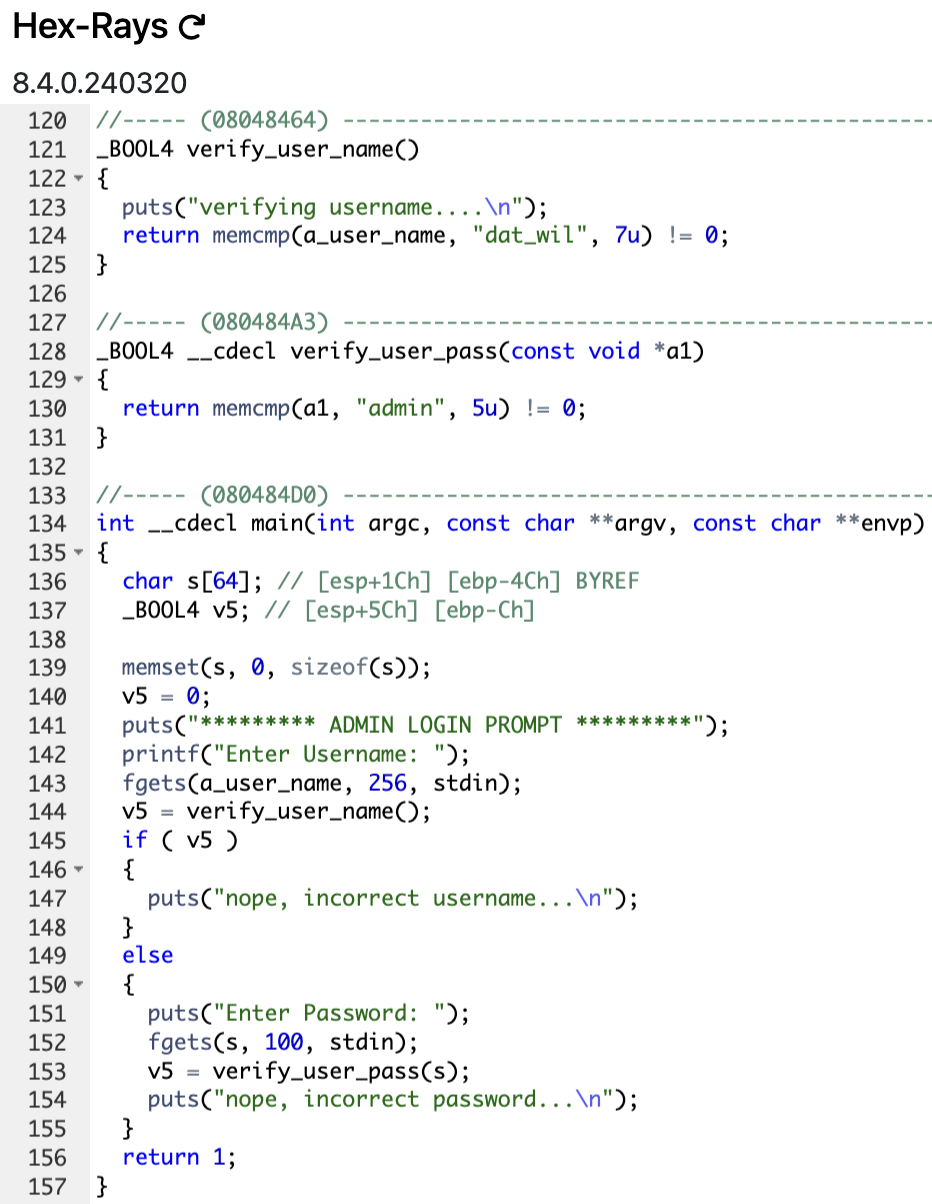 Hex-Rays
8.4.0.240320
120 //----- (08048464) ----------------------------------------------
121 _BOOL4 verify_user_name()
122 {
123   puts("verifying username....\n");
124   return memcmp(a_user_name, "dat_wil", 7u) != 0;
125 }
126
127 //----- (080484A3) ----------------------------------------------
128 _BOOL4 __cdecl verify_user_pass(const void *a1)
129 {
130   return memcmp(a1, "admin", 5u) != 0;
131 }
132
133 //----- (080484D0) ----------------------------------------------
134 int __cdecl main(int argc, const char **argv, const char **envp)
135 {
136   char s[64]; // [esp+1Ch] [ebp-4Ch] BYREF
137   _BOOL4 v5; // [esp+5Ch] [ebp-Ch]
138
139   memset(s, 0, sizeof(s));
140   v5 = 0;
141   puts("********* ADMIN LOGIN PROMPT *********");
142   printf("Enter Username: ");
143   fgets(a_user_name, 256, stdin);
144   v5 = verify_user_name();
145   if ( v5 )
146   {
147     puts("nope, incorrect username...\n");
148   }
149   else
150   {
151     puts("Enter Password: ");
152     fgets(s, 100, stdin);
153     v5 = verify_user_pass(s);
154     puts("nope, incorrect password...\n");
155   }
156   return 1;
157 }